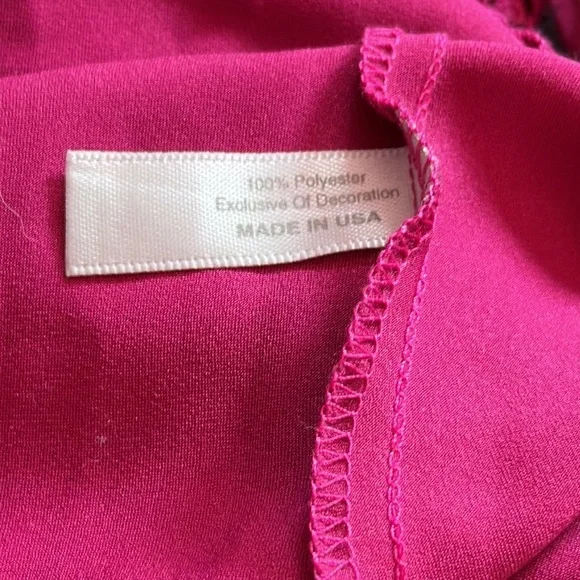 100% Polyester
Exclusive Of Decoration
MADE IN USA